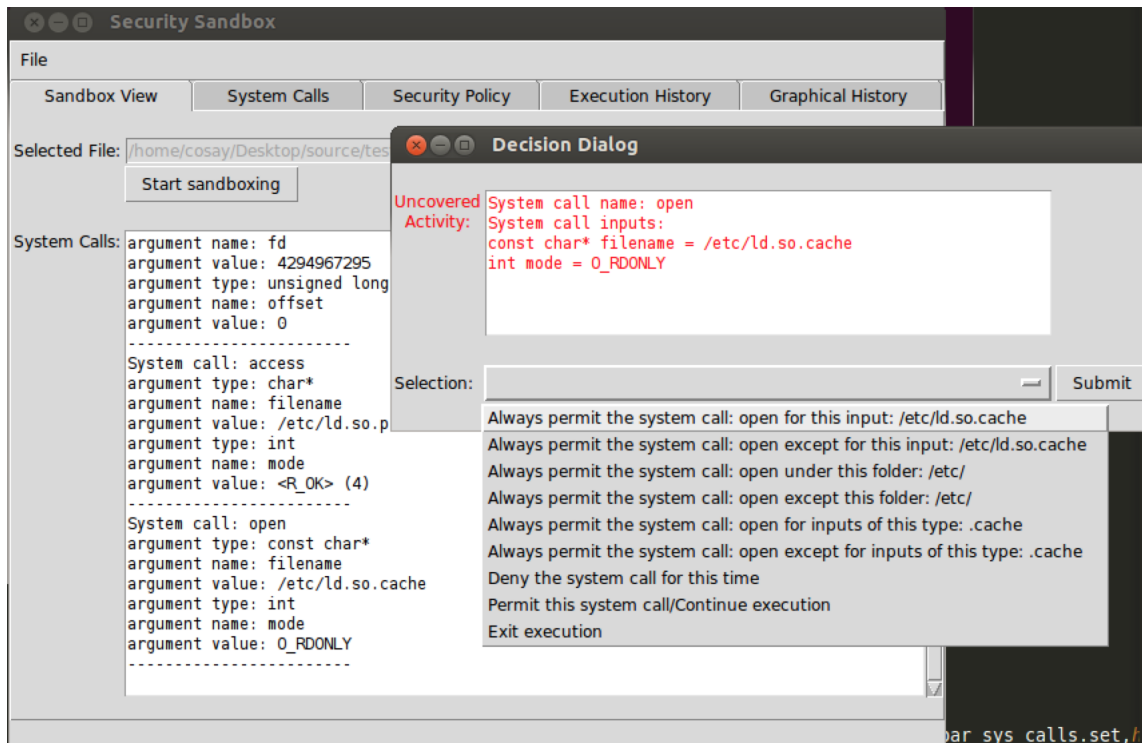 Security Sandbox
File
Sandbox View System Calls Security Policy Execution History Graphical History
Selected File: /home/cosay/Desktop/source/tes
Start sandboxing
System Calls:
argument name: fd
argument value: 4294967295
argument type: unsigned long
argument name: offset
argument value: 0
------------------------
System call: access
argument type: char*
argument name: filename
argument value: /etc/ld.so.p
argument type: int
argument name: mode
argument value: <R_OK> (4)
------------------------
System call: open
argument type: const char*
argument name: filename
argument value: /etc/ld.so.cache
argument type: int
argument name: mode
argument value: O_RDONLY
------------------------
Decision Dialog
Uncovered
Activity:
System call name: open
System call inputs:
const char* filename = /etc/ld.so.cache
int mode = O_RDONLY
Selection:
Submit
Always permit the system call: open for this input: /etc/ld.so.cache
Always permit the system call: open except for this input: /etc/ld.so.cache
Always permit the system call: open under this folder: /etc/
Always permit the system call: open except this folder: /etc/
Always permit the system call: open for inputs of this type: .cache
Always permit the system call: open except for inputs of this type: .cache
Deny the system call for this time
Permit this system call/Continue execution
Exit execution
bar sys calls.set,